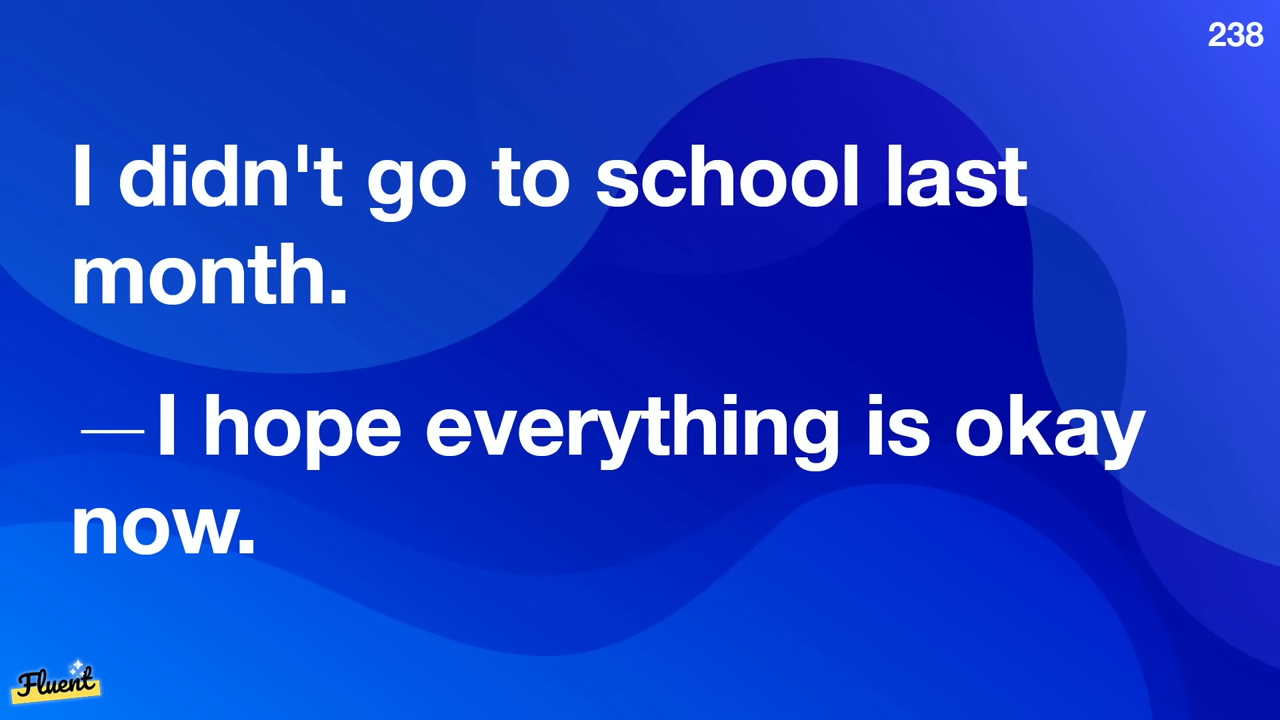 238
I didn't go to school last
month.
—I hope everything is okay
now.
Fluent